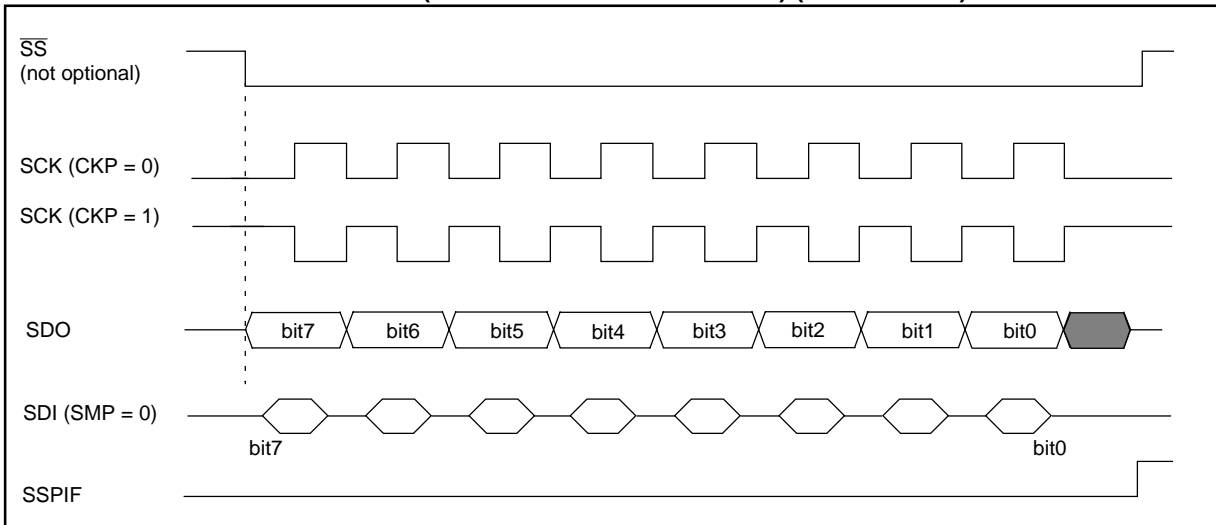 S̅S̅
(not optional)
SCK (CKP = 0)
SCK (CKP = 1)
SDO
bit7 bit6 bit5 bit4 bit3 bit2 bit1 bit0
SDI (SMP = 0)
bit7 bit0
SSPIF